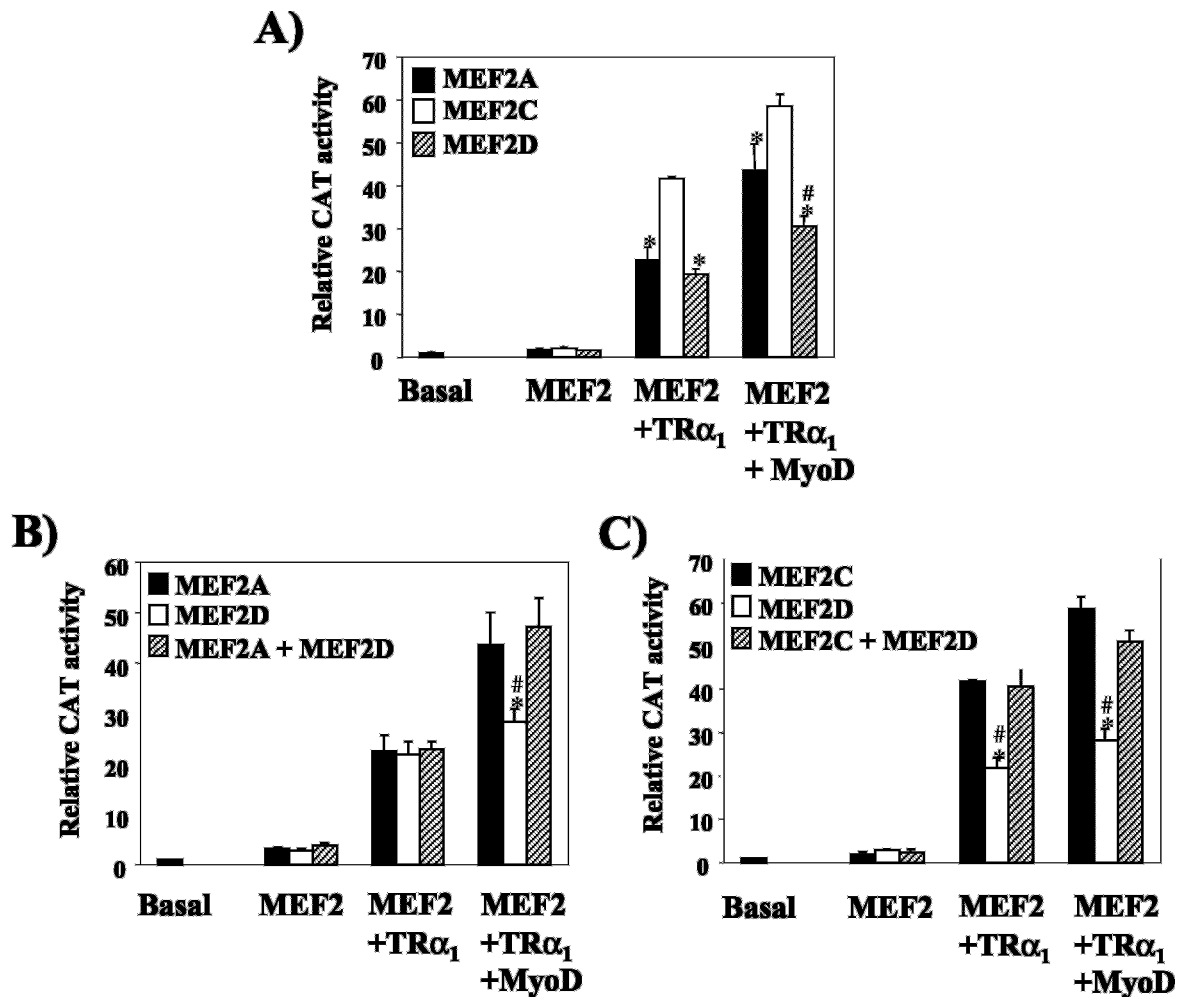 A)
Relative CAT activity
70
60
50
40
30
20
10
0
MEF2A
MEF2C
MEF2D
*
*
*
#
*
Basal
MEF2
MEF2
+TRα1
MEF2
+TRα1
+ MyoD
B)
Relative CAT activity
60
50
40
30
20
10
0
MEF2A
MEF2D
MEF2A + MEF2D
#
*
Basal
MEF2
MEF2
+TRα1
MEF2
+TRα1
+MyoD
C)
Relative CAT activity
70
60
50
40
30
20
10
0
MEF2C
MEF2D
MEF2C + MEF2D
#
*
#
*
Basal
MEF2
MEF2
+TRα1
MEF2
+TRα1
+MyoD